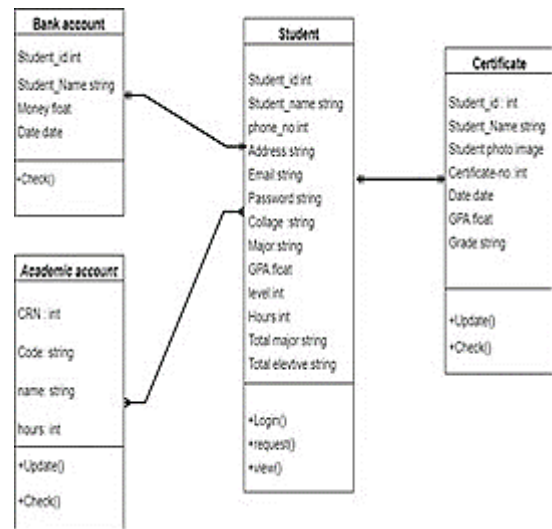 Bank account
Student_id int
Student_Name string
Money float
Date date
+Check()
Student
Student_id int
Student_name string
phone_no int
Address string
Email string
Password string
Collage :string
Major string
GPA float
level int
Hours int
Total major string
Total elevtive string
+Login()
+request()
+view()
Certificate
Student_id : int
Student_Name string
Student photo image
Certificate-no :int
Date date
GPA float
Grade string
+Update()
+Check()
Academic account
CRN : int
Code: string
name: string
hours: int
+Update()
+Check()